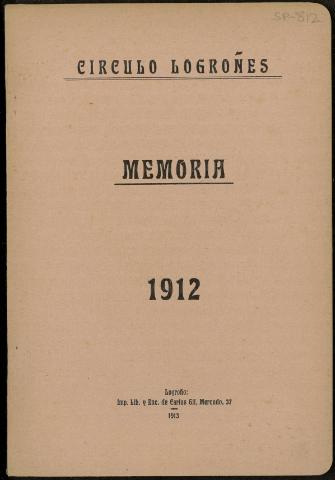 SP-812
CIRCULO LOGROÑES
MEMORIA
1912
Logroño:
Imp. Lib. y Enc. de Carlos Gil, Mercado, 37
1913